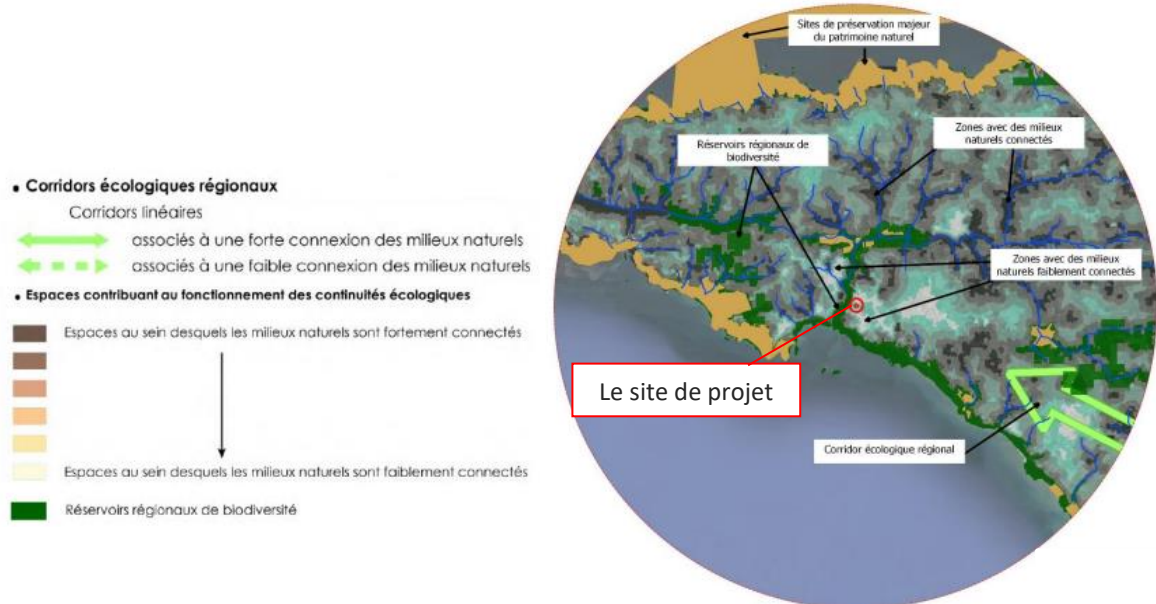 • Corridors écologiques régionaux
Corridors linéaires
associés à une forte connexion des milieux naturels
associés à une faible connexion des milieux naturels
• Espaces contribuant au fonctionnement des continuités écologiques
Espaces au sein desquels les milieux naturels sont fortement connectés
Espaces au sein desquels les milieux naturels sont faiblement connectés
Réservoirs régionaux de biodiversité
Sites de préservation majeur
du patrimoine naturel
Zones avec des milieux
naturels connectés
Réservoirs régionaux de
biodiversité
Zones avec des milieux
naturels faiblement connectés
Le site de projet
Corridor écologique régional